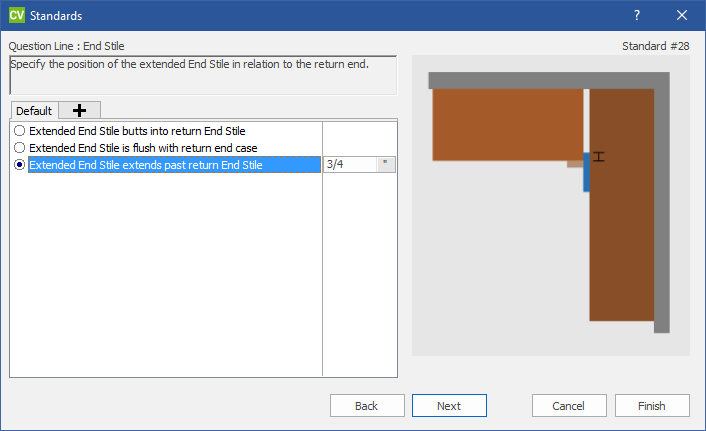 CV Standards ?
Question Line : End Stile Standard #28
Specify the position of the extended End Stile in relation to the return end.
Default
Extended End Stile butts into return End Stile
Extended End Stile is flush with return end case
Extended End Stile extends past return End Stile 3/4 "
Back Next Cancel Finish